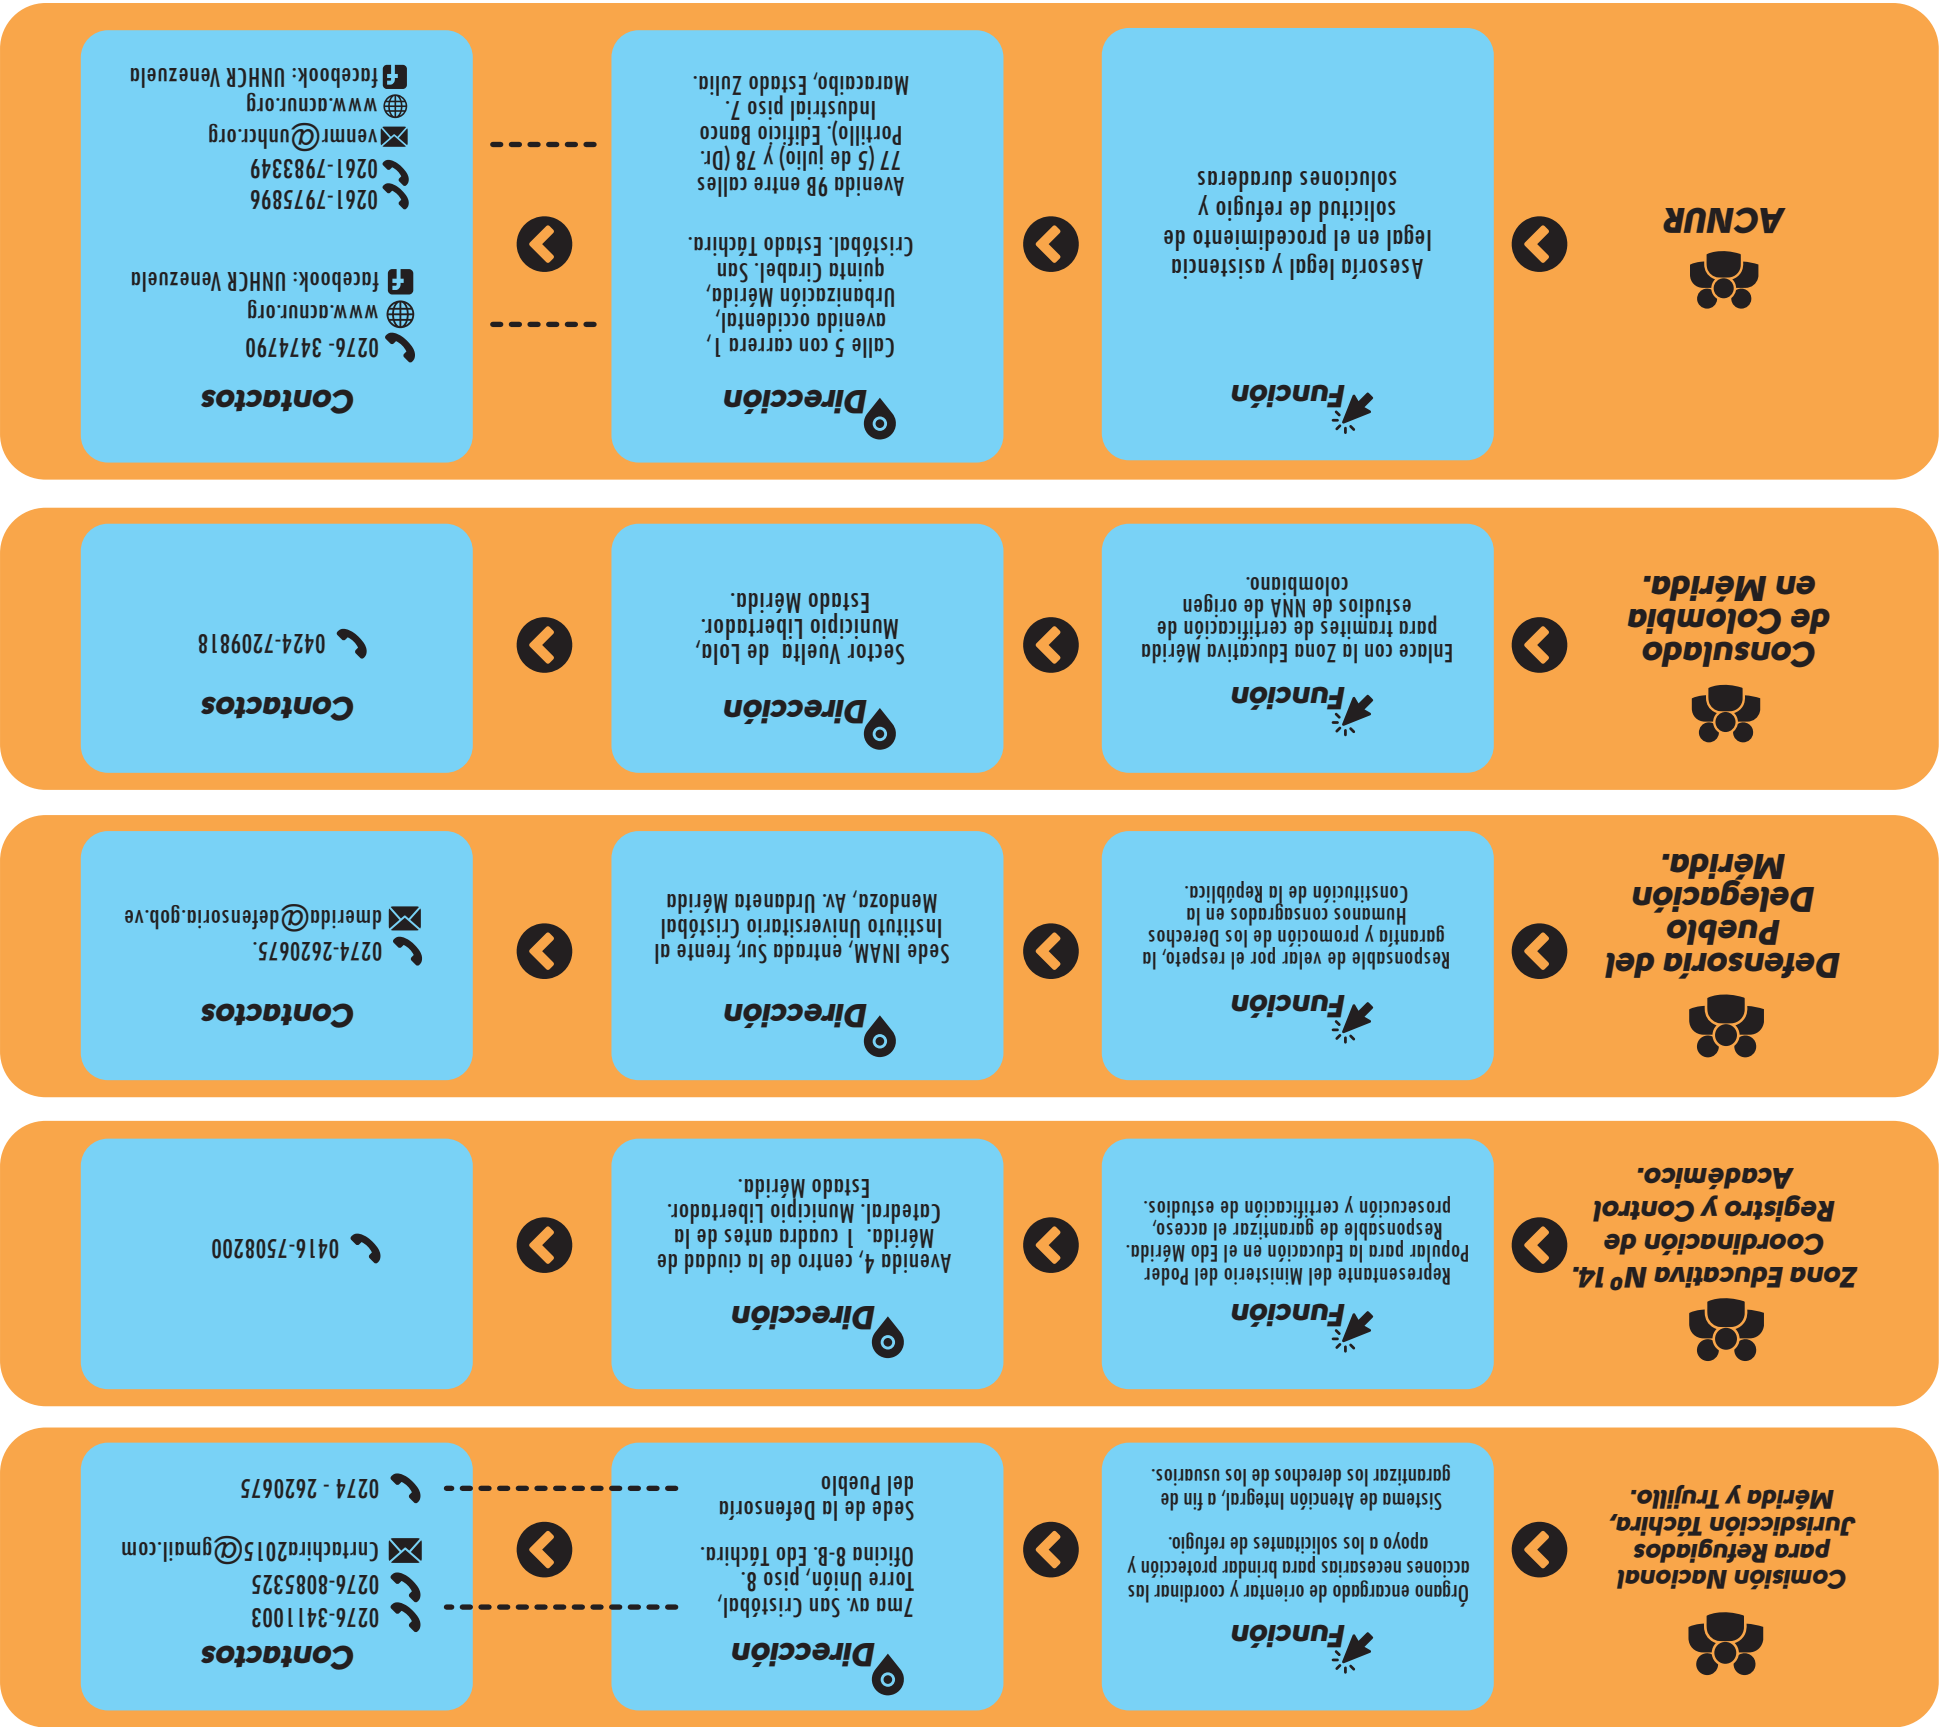 Comisión Nacional
para Refugiados
Jurisdicción Táchira,
Mérida y Trujillo.
Función
Órgano encargado de orientar y coordinar las
acciones necesarias para brindar protección y
apoyo a los solicitantes de refugio.
Sistema de Atención Integral, a fin de
garantizar los derechos de los usuarios.
Dirección
7ma av. San Cristóbal,
Torre Unión, piso 8.
Oficina 8-B. Edo Táchira.
Sede de la Defensoría
del Pueblo
Contactos
0276-3411003
0276-8085325
Cnrtachira2015@gmail.com
0274 - 2620675
Zona Educativa Nº 14.
Coordinación de
Registro y Control
Académico.
Función
Representante del Ministerio del Poder
Popular para la Educación en el Edo Mérida.
Responsable de garantizar el acceso,
prosecución y certificación de estudios.
Dirección
Avenida 4, centro de la ciudad de
Mérida. 1 cuadra antes de la
Catedral. Municipio Libertador.
Estado Mérida.
0416-7508200
Defensoría del
Pueblo
Delegación
Mérida.
Función
Responsable de velar por el respeto, la
garantía y promoción de los Derechos
Humanos consagrados en la
Constitución de la República.
Dirección
Sede INAM, entrada Sur, frente al
Instituto Universitario Cristóbal
Mendoza, Av. Urdaneta Mérida
Contactos
0274-2620675.
dmerida@defensoria.gob.ve
Consulado
de Colombia
en Mérida.
Función
Enlace con la Zona Educativa Mérida
para tramites de certificación de
estudios de NNA de origen
colombiano.
Dirección
Sector Vuelta de Lola,
Municipio Libertador.
Estado Mérida.
Contactos
0424-7209818
ACNUR
Función
Asesoría legal y asistencia
legal en el procedimiento de
solicitud de refugio y
soluciones duraderas
Dirección
Calle 5 con carrera 1,
avenida occidental,
Urbanización Mérida,
quinta Cirabel. San
Cristóbal. Estado Táchira.
Avenida 9B entre calles
77 (5 de julio) y 78 (Dr.
Portillo). Edificio Banco
Industrial piso 7.
Maracaibo, Estado Zulia.
Contactos
0276- 3474790
www.acnur.org
facebook: UNHCR Venezuela
0261-7975896
0261-7983349
venmr@unhcr.org
www.acnur.org
facebook: UNHCR Venezuela